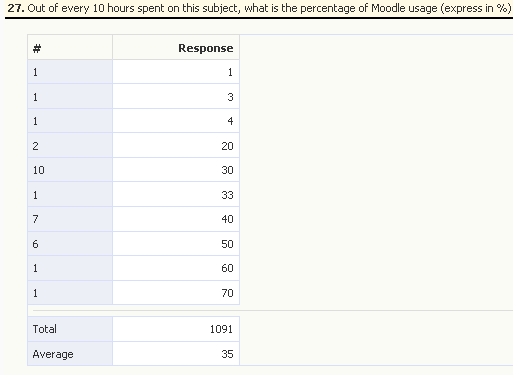 27. Out of every 10 hours spent on this subject, what is the percentage of Moodle usage (express in %)
# Response
1 1
1 3
1 4
2 20
10 30
1 33
7 40
6 50
1 60
1 70
Total 1091
Average 35